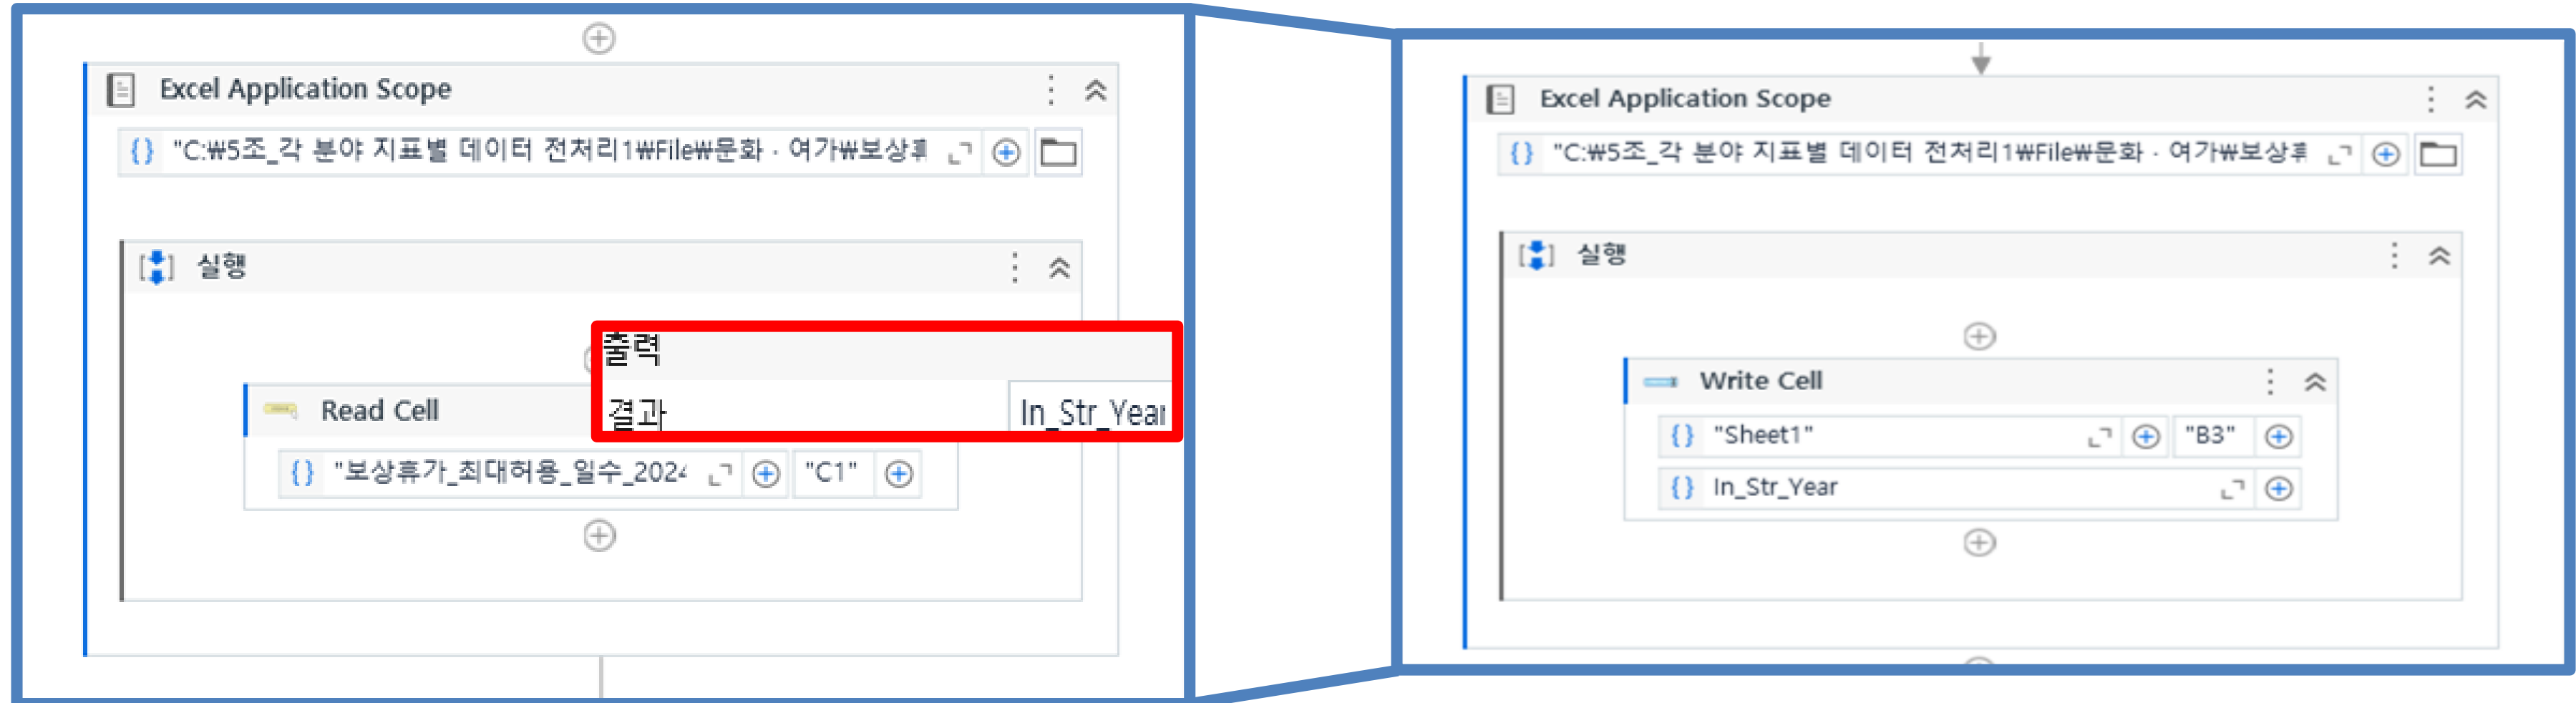 Excel Application Scope
"C:₩5조_각 분야 지표별 데이터 전처리1₩File₩문화 · 여가₩보상휴
실행
출력
결과
In_Str_Year
Read Cell
"보상휴가_최대허용_일수_2024
"C1"
Excel Application Scope
"C:₩5조_각 분야 지표별 데이터 전처리1₩File₩문화 · 여가₩보상휴
실행
Write Cell
"Sheet1"
"B3"
In_Str_Year